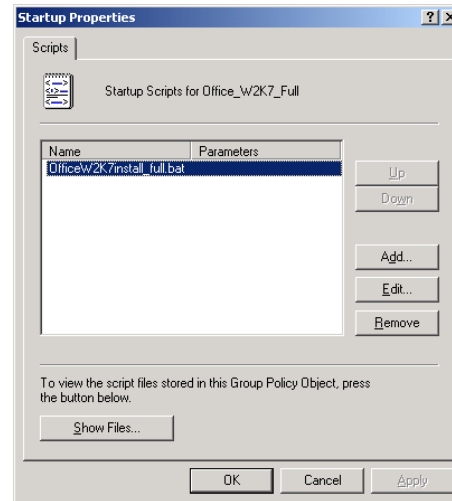 Startup Properties
? X
Scripts
Startup Scripts for Office_W2K7_Full
Name Parameters
OfficeW2K7install_full.bat
Up
Down
Add...
Edit...
Remove
To view the script files stored in this Group Policy Object, press
the button below.
Show Files...
OK Cancel Apply